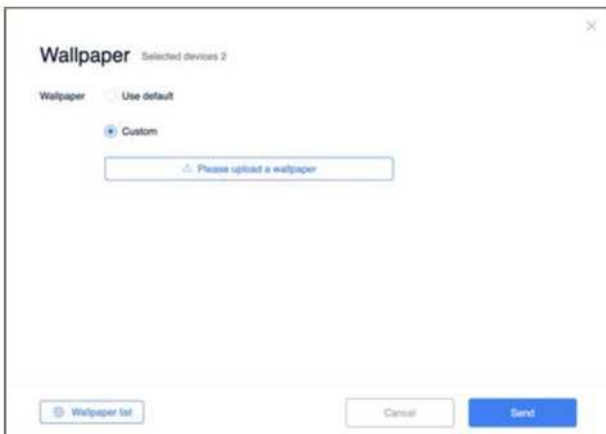 Wallpaper Selected devices 2
Wallpaper Use default
Custom
Please upload a wallpaper
Wallpaper list Cancel Send